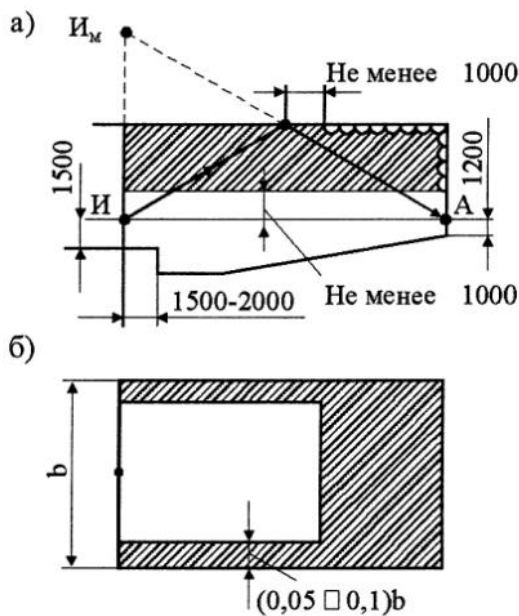 а)
Им
Не менее 1000
1500
И
А
1200
1500-2000
Не менее 1000
б)
b
(0,05 □ 0,1)b